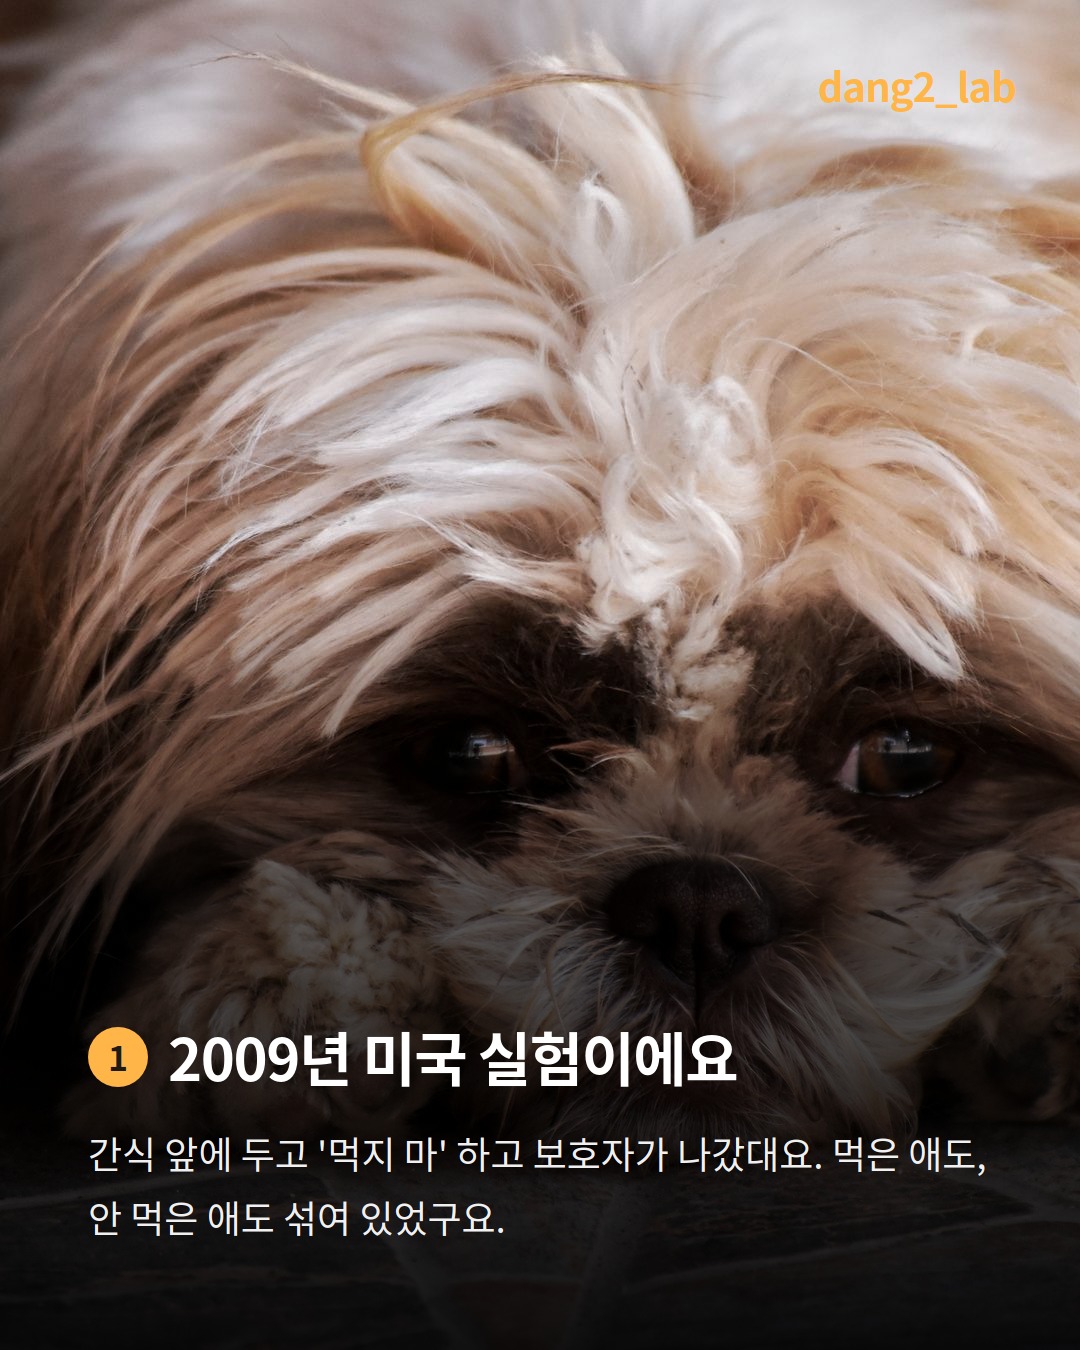 dang2_lab
1 2009년 미국 실험이에요
간식 앞에 두고 '먹지 마' 하고 보호자가 나갔대요. 먹은 애도,
안 먹은 애도 섞여 있었구요.